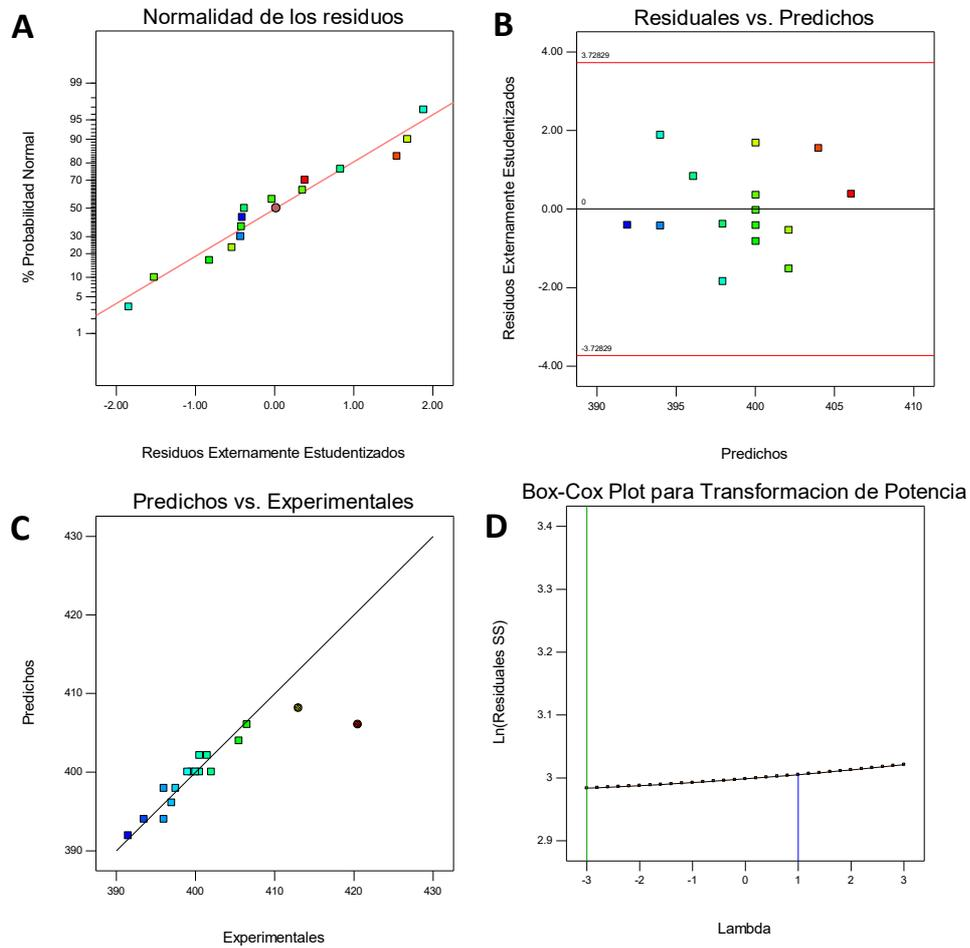 A
Normalidad de los residuos
% Probabilidad Normal
99
95
90
80
70
50
30
20
10
5
1
-2.00 -1.00 0.00 1.00 2.00
Residuos Externamente Estudentizados
B
Residuales vs. Predichos
Residuos Externamente Estudentizados
4.00
2.00
0.00
-2.00
-4.00
3.72829
0
-3.72829
390 395 400 405 410
Predichos
C
Predichos vs. Experimentales
Predichos
430
420
410
400
390
390 400 410 420 430
Experimentales
D
Box-Cox Plot para Transformacion de Potencia
Ln(Residuales SS)
3.4
3.3
3.2
3.1
3
2.9
-3 -2 -1 0 1 2 3
Lambda